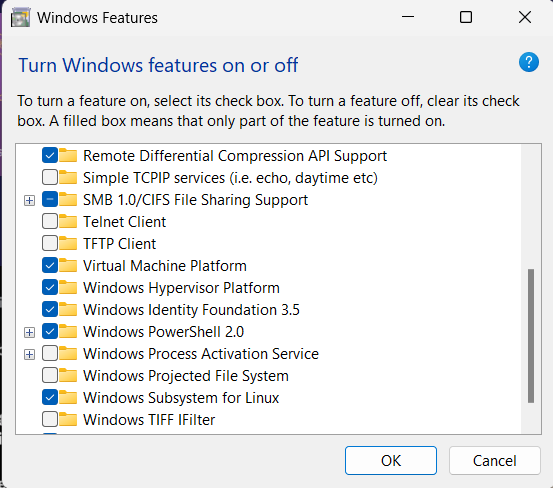 Windows Features
Turn Windows features on or off
To turn a feature on, select its check box. To turn a feature off, clear its check
box. A filled box means that only part of the feature is turned on.
Remote Differential Compression API Support
Simple TCPIP services (i.e. echo, daytime etc)
SMB 1.0/CIFS File Sharing Support
Telnet Client
TFTP Client
Virtual Machine Platform
Windows Hypervisor Platform
Windows Identity Foundation 3.5
Windows PowerShell 2.0
Windows Process Activation Service
Windows Projected File System
Windows Subsystem for Linux
Windows TIFF IFilter
OK
Cancel